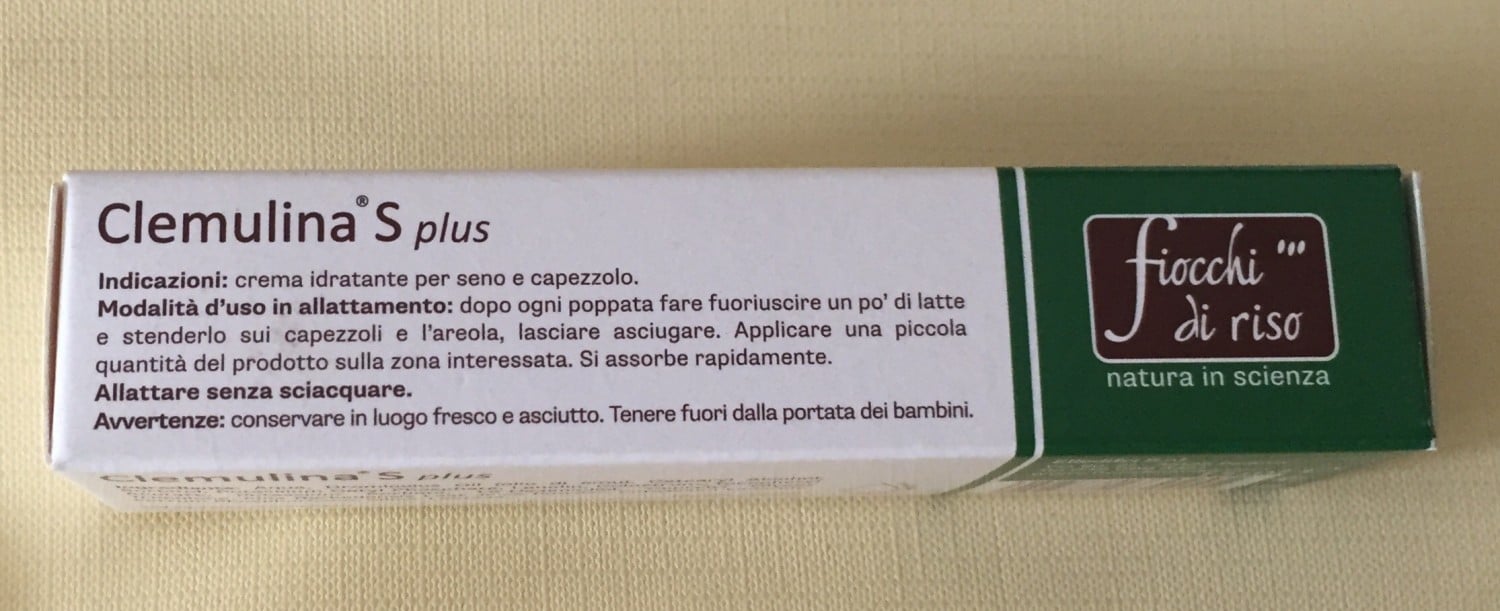 Clemulina® S plus
Indicazioni: crema idratante per seno e capezzolo.
Modalità d'uso in allattamento: dopo ogni poppata fare fuoriuscire un po' di latte
e stenderlo sui capezzoli e l'areola, lasciare asciugare. Applicare una piccola
quantità del prodotto sulla zona interessata. Si assorbe rapidamente.
Allattare senza sciacquare.
Avvertenze: conservare in luogo fresco e asciutto. Tenere fuori dalla portata dei bambini.
fiocchi
di riso
natura in scienza
Clemulina® S plus